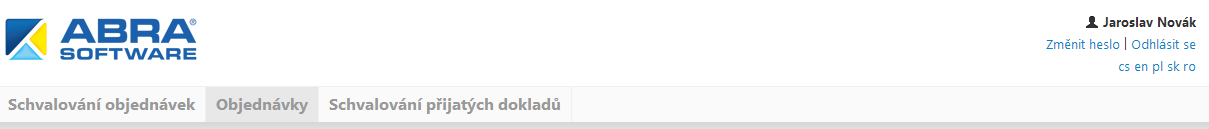 ABRA®
SOFTWARE
Jaroslav Novák
Změnit heslo | Odhlásit se
cs en pl sk ro
Schvalování objednávek Objednávky Schvalování přijatých dokladů